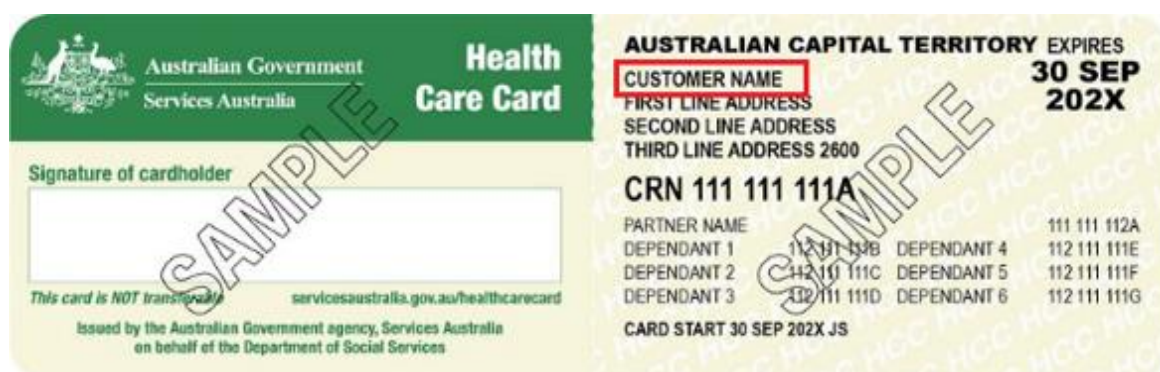 Australian Government
Services Australia
Health
Care Card
Signature of cardholder
This card is NOT transferable
servicesaustralia.gov.au/healthcarecard
Issued by the Australian Government agency, Services Australia
on behalf of the Department of Social Services
SAMPLE
AUSTRALIAN CAPITAL TERRITORY EXPIRES
CUSTOMER NAME 30 SEP
FIRST LINE ADDRESS 202X
SECOND LINE ADDRESS
THIRD LINE ADDRESS 2600
CRN 111 111 111A
PARTNER NAME 111 111 112A
DEPENDANT 1 112 111 111B DEPENDANT 4 112 111 111E
DEPENDANT 2 112 111 111C DEPENDANT 5 112 111 111F
DEPENDANT 3 112 111 111D DEPENDANT 6 112 111 111G
CARD START 30 SEP 202X JS
SAMPLE